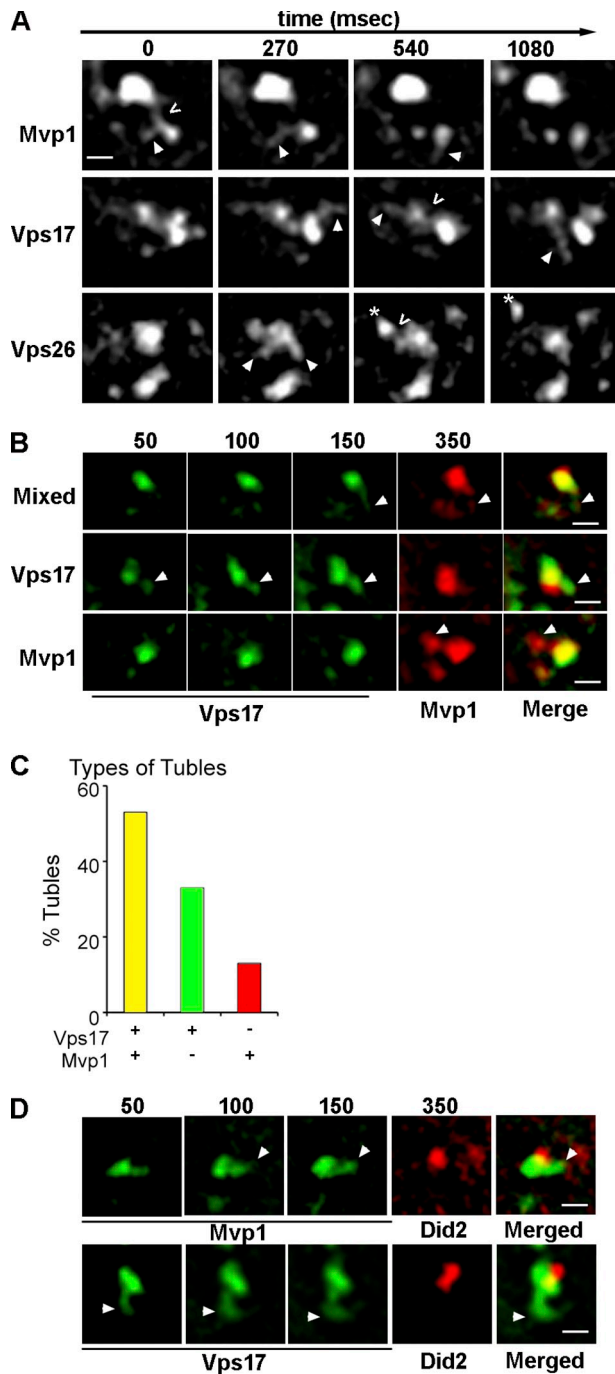 A
time (msec)
0 270 540 1080
Mvp1
<
Vps17
<
Vps26
* < *
B
50 100 150 350
Mixed
Vps17
Mvp1
Vps17 Mvp1 Merge
C
Types of Tubles
60
40
20
0
% Tubles
Vps17 + + -
Mvp1 + - +
D
50 100 150 350
Mvp1 Did2 Merged
Vps17 Did2 Merged